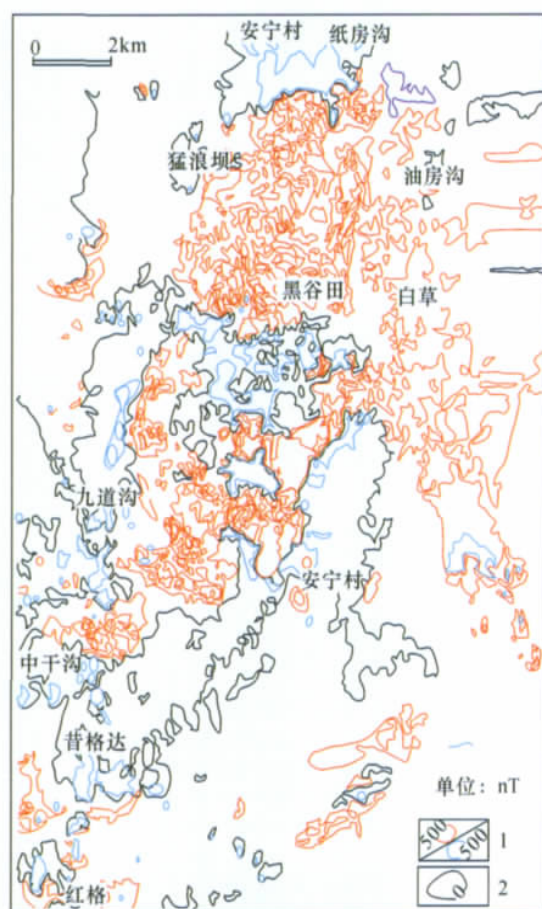 安宁村
纸房沟
0 2km
猛浪坝
油房沟
黑谷田
白草
九道沟
安宁村
中干沟
昔格达
单位：nT
500
500
1
0
2
红格